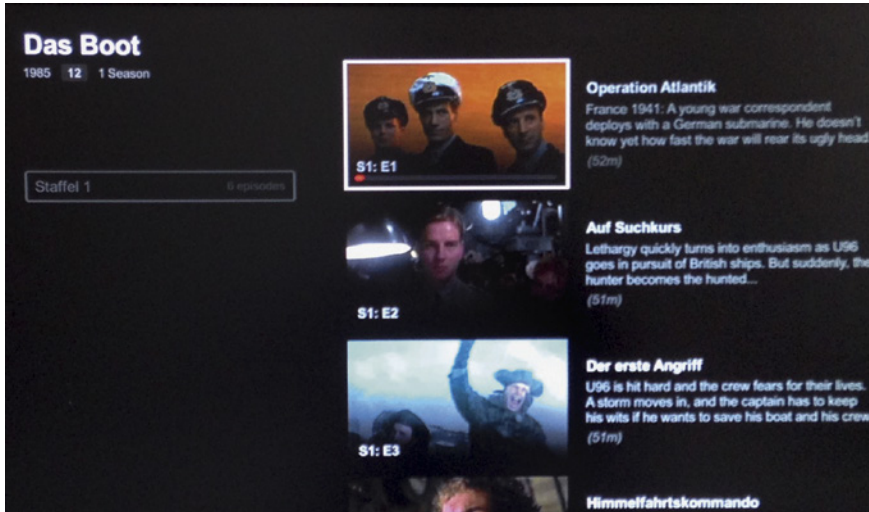 Das Boot
1985 12 1 Season
Staffel 1 6 episodes
S1: E1
Operation Atlantik
France 1941: A young war correspondent
deploys with a German submarine. He doesn't
know yet how fast the war will rear its ugly head
(52m)
S1: E2
Auf Suchkurs
Lethargy quickly turns into enthusiasm as U96
goes in pursuit of British ships. But suddenly, the
hunter becomes the hunted...
(51m)
S1: E3
Der erste Angriff
U96 is hit hard and the crew fears for their lives.
A storm moves in, and the captain has to keep
his wits if he wants to save his boat and his crew
(51m)
Himmelfahrtskommando